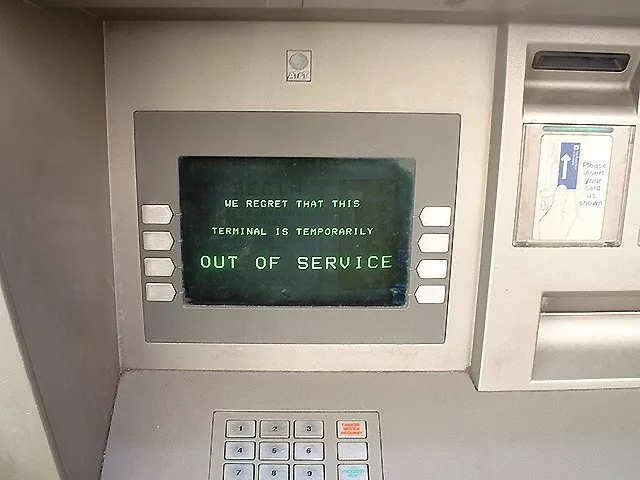 AT&T
WE REGRET THAT THIS
TERMINAL IS TEMPORARILY
OUT OF SERVICE
Please
insert
your
card
as
shown
1 2 3
4 5 6
7 8 9